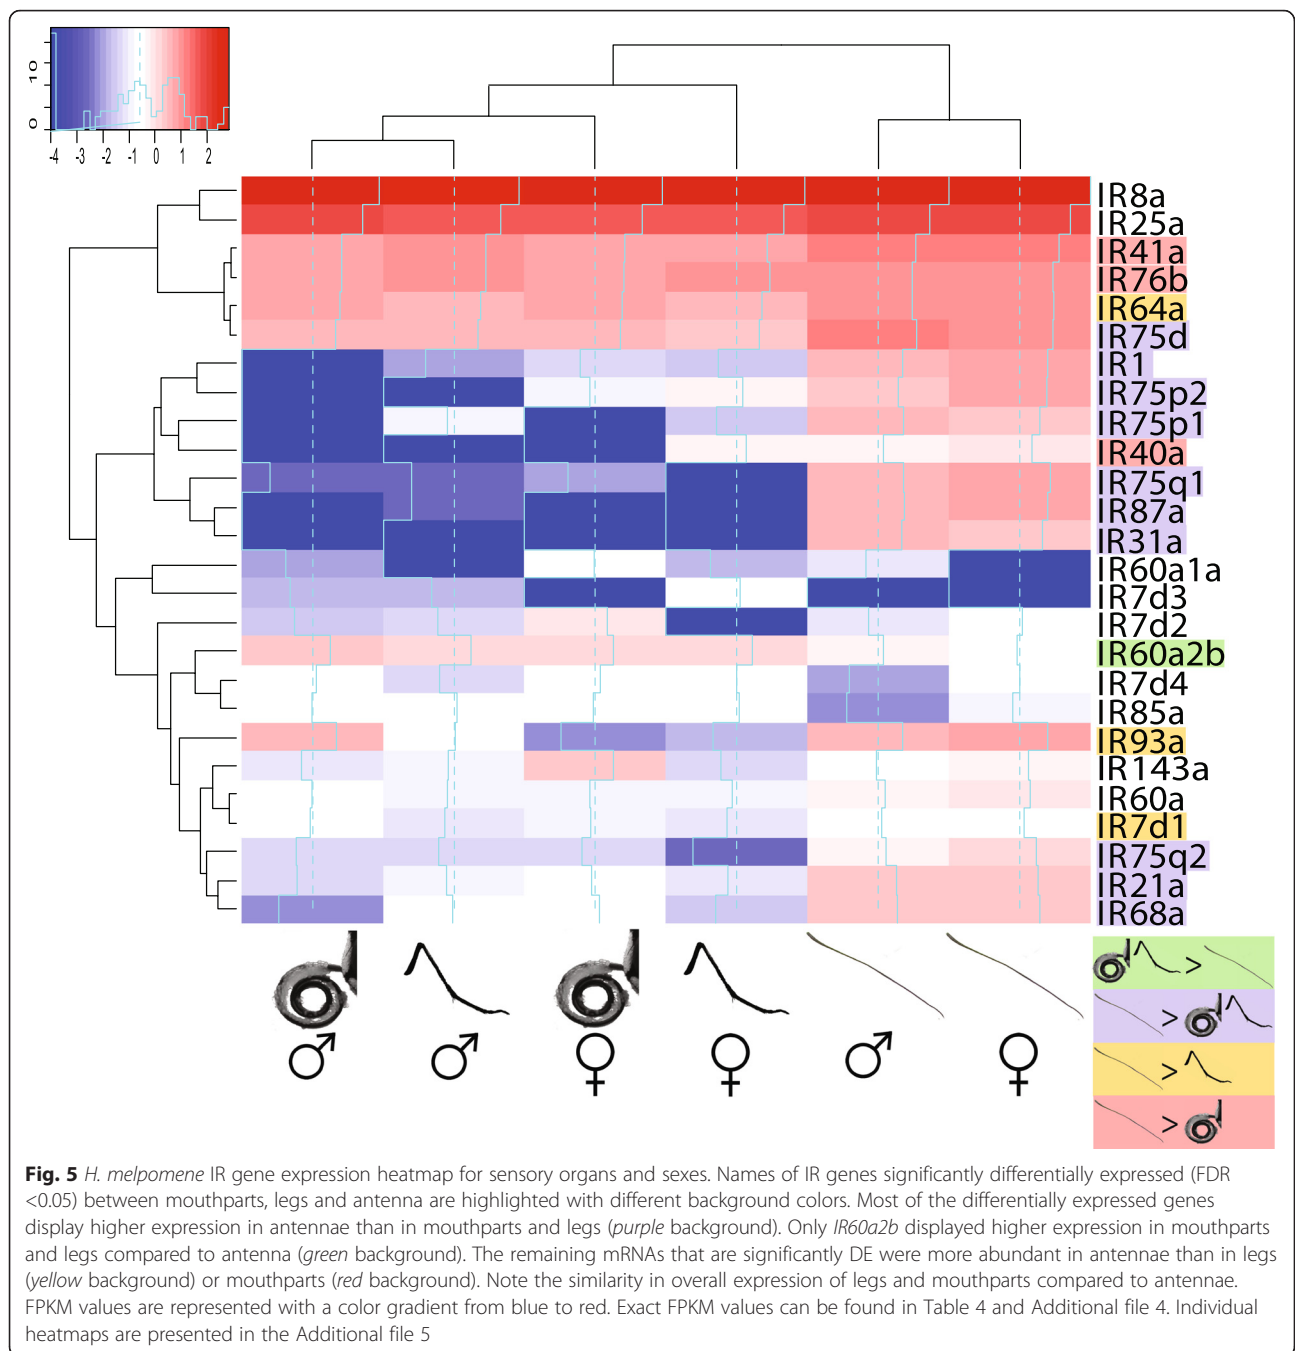 10
0
-4 -3 -2 -1 0 1 2
IR8a
IR25a
IR41a
IR76b
IR64a
IR75d
IR1
IR75p2
IR75p1
IR40a
IR75q1
IR87a
IR31a
IR60a1a
IR7d3
IR7d2
IR60a2b
IR7d4
IR85a
IR93a
IR143a
IR60a
IR7d1
IR75q2
IR21a
IR68a
♂ ♂ ♀ ♀ ♂ ♀
>
>
>
>
Fig. 5 H. melpomene IR gene expression heatmap for sensory organs and sexes. Names of IR genes significantly differentially expressed (FDR
<0.05) between mouthparts, legs and antenna are highlighted with different background colors. Most of the differentially expressed genes
display higher expression in antennae than in mouthparts and legs (purple background). Only IR60a2b displayed higher expression in mouthparts
and legs compared to antenna (green background). The remaining mRNAs that are significantly DE were more abundant in antennae than in legs
(yellow background) or mouthparts (red background). Note the similarity in overall expression of legs and mouthparts compared to antennae.
FPKM values are represented with a color gradient from blue to red. Exact FPKM values can be found in Table 4 and Additional file 4. Individual
heatmaps are presented in the Additional file 5